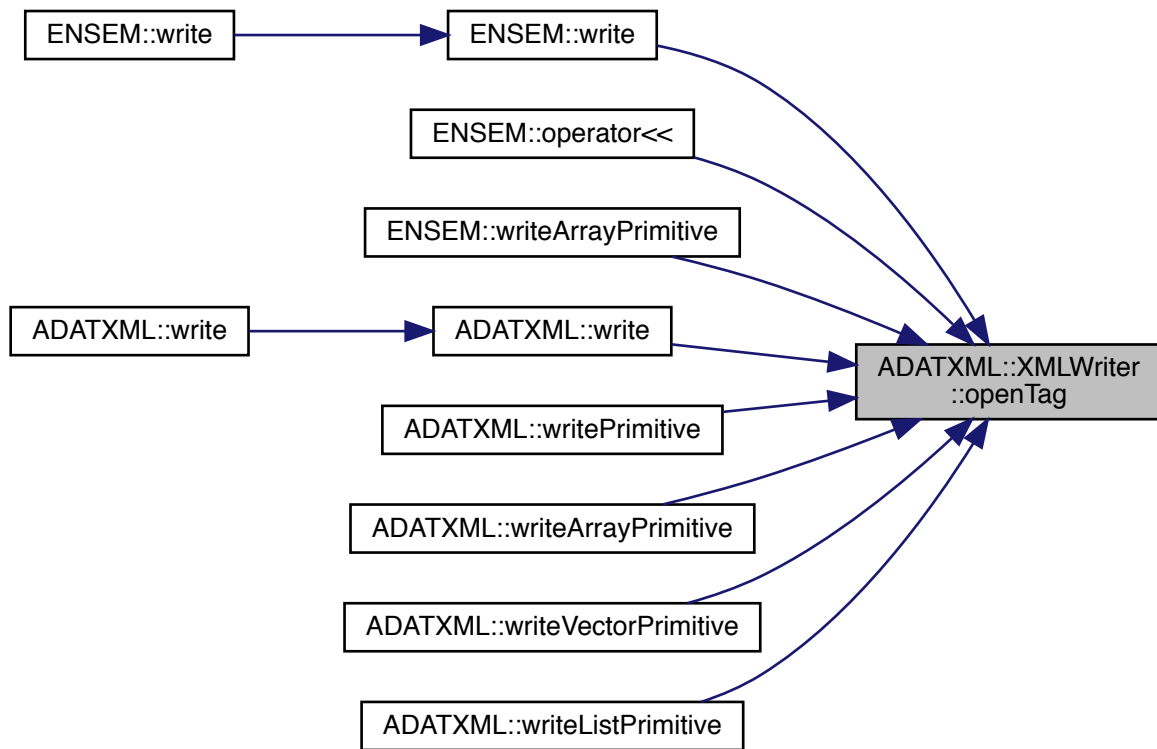 ENSEM::write
ENSEM::write
ENSEM::operator<<
ENSEM::writeArrayPrimitive
ADATXML::write
ADATXML::write
ADATXML::XMLWriter
::openTag
ADATXML::writePrimitive
ADATXML::writeArrayPrimitive
ADATXML::writeVectorPrimitive
ADATXML::writeListPrimitive